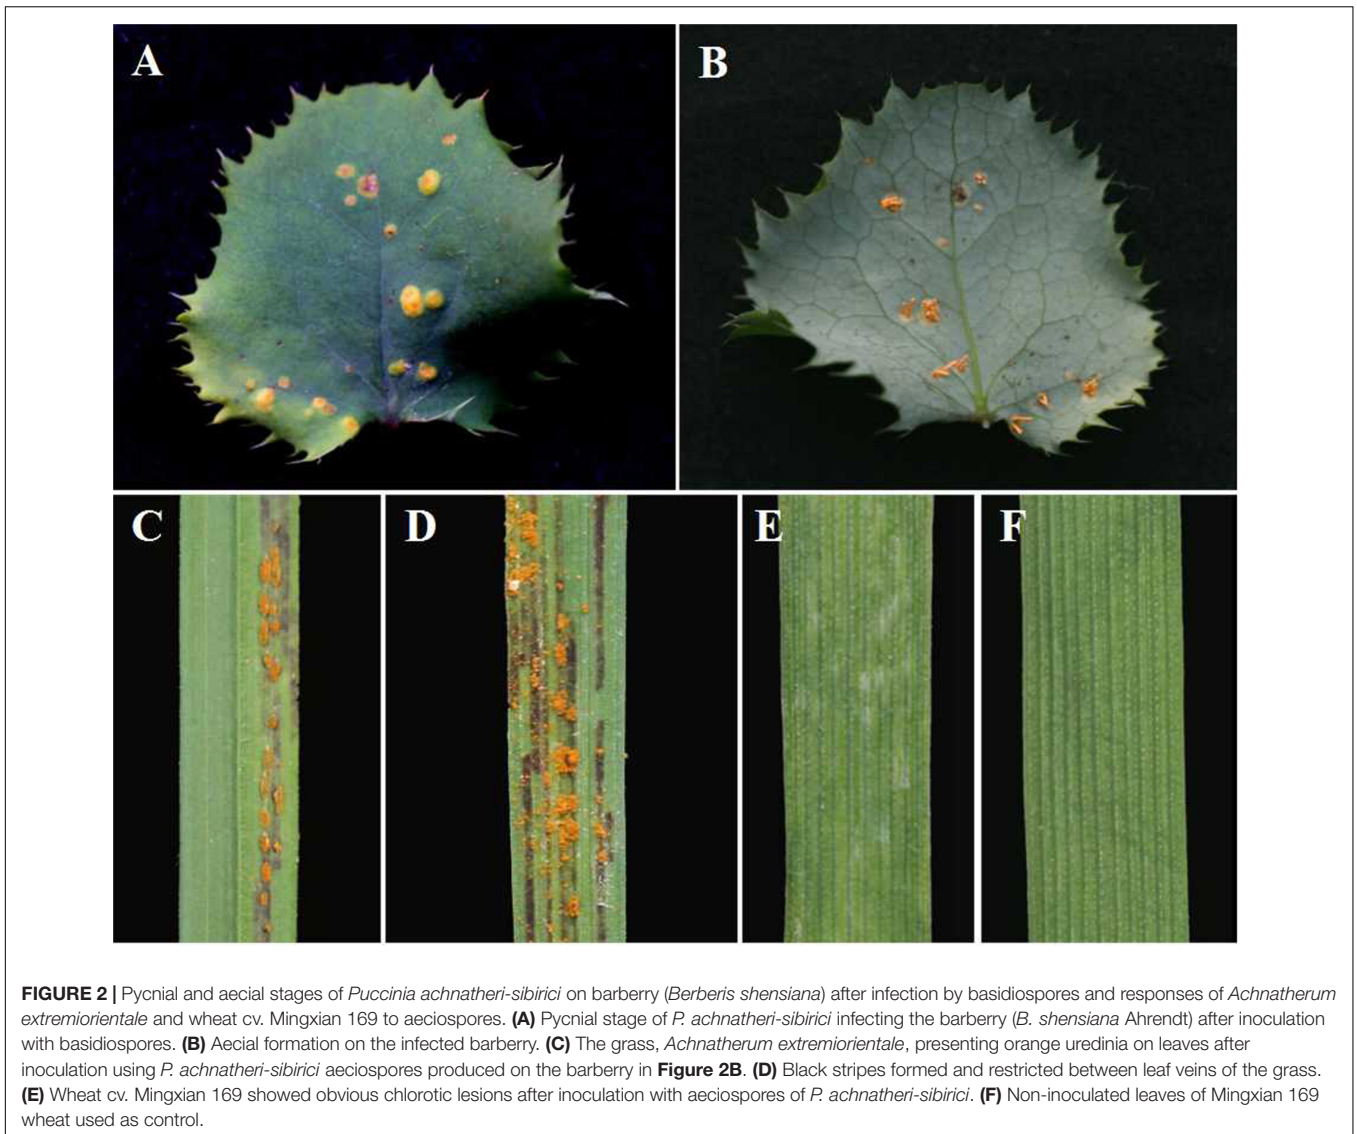 A
B
C
D
E
F
FIGURE 2 | Pycnial and aecial stages of Puccinia achnatheri-sibirici on barberry (Berberis shensiana) after infection by basidiospores and responses of Achnatherum
extremiorientale and wheat cv. Mingxian 169 to aeciospores. (A) Pycnial stage of P. achnatheri-sibirici infecting the barberry (B. shensiana Ahrendt) after inoculation
with basidiospores. (B) Aecial formation on the infected barberry. (C) The grass, Achnatherum extremiorientale, presenting orange uredinia on leaves after
inoculation using P. achnatheri-sibirici aeciospores produced on the barberry in Figure 2B. (D) Black stripes formed and restricted between leaf veins of the grass.
(E) Wheat cv. Mingxian 169 showed obvious chlorotic lesions after inoculation with aeciospores of P. achnatheri-sibirici. (F) Non-inoculated leaves of Mingxian 169
wheat used as control.